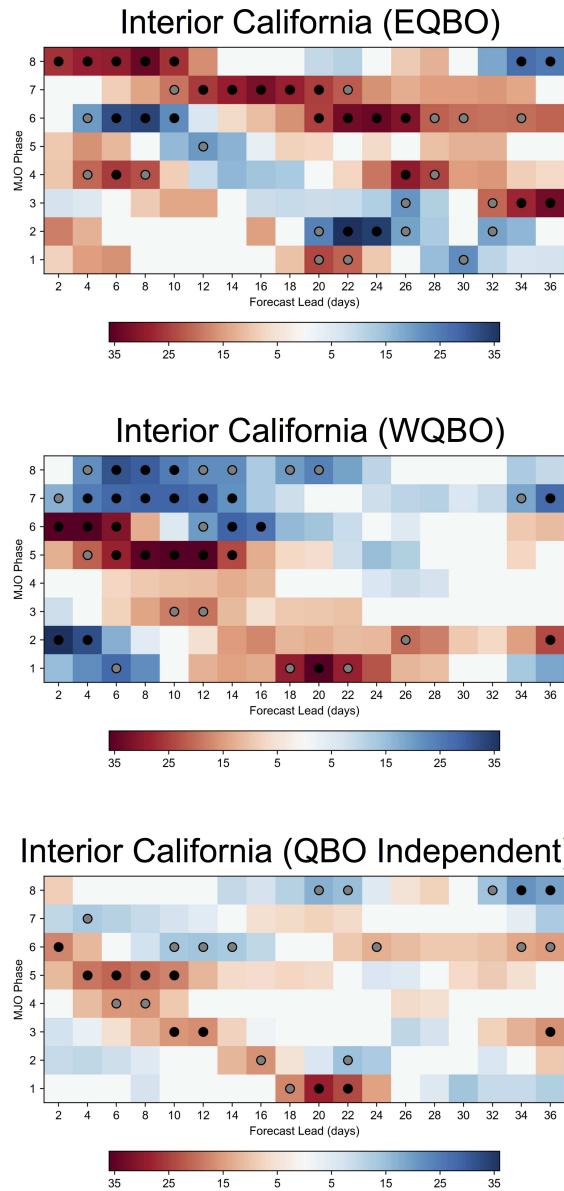 Interior California (EQBO)
8
7
6
5
4
3
2
1
MJO Phase
2 4 6 8 10 12 14 16 18 20 22 24 26 28 30 32 34 36
Forecast Lead (days)
35 25 15 5 5 15 25 35
Interior California (WQBO)
8
7
6
5
4
3
2
1
MJO Phase
2 4 6 8 10 12 14 16 18 20 22 24 26 28 30 32 34 36
Forecast Lead (days)
35 25 15 5 5 15 25 35
Interior California (QBO Independent)
8
7
6
5
4
3
2
1
MJO Phase
2 4 6 8 10 12 14 16 18 20 22 24 26 28 30 32 34 36
Forecast Lead (days)
35 25 15 5 5 15 25 35